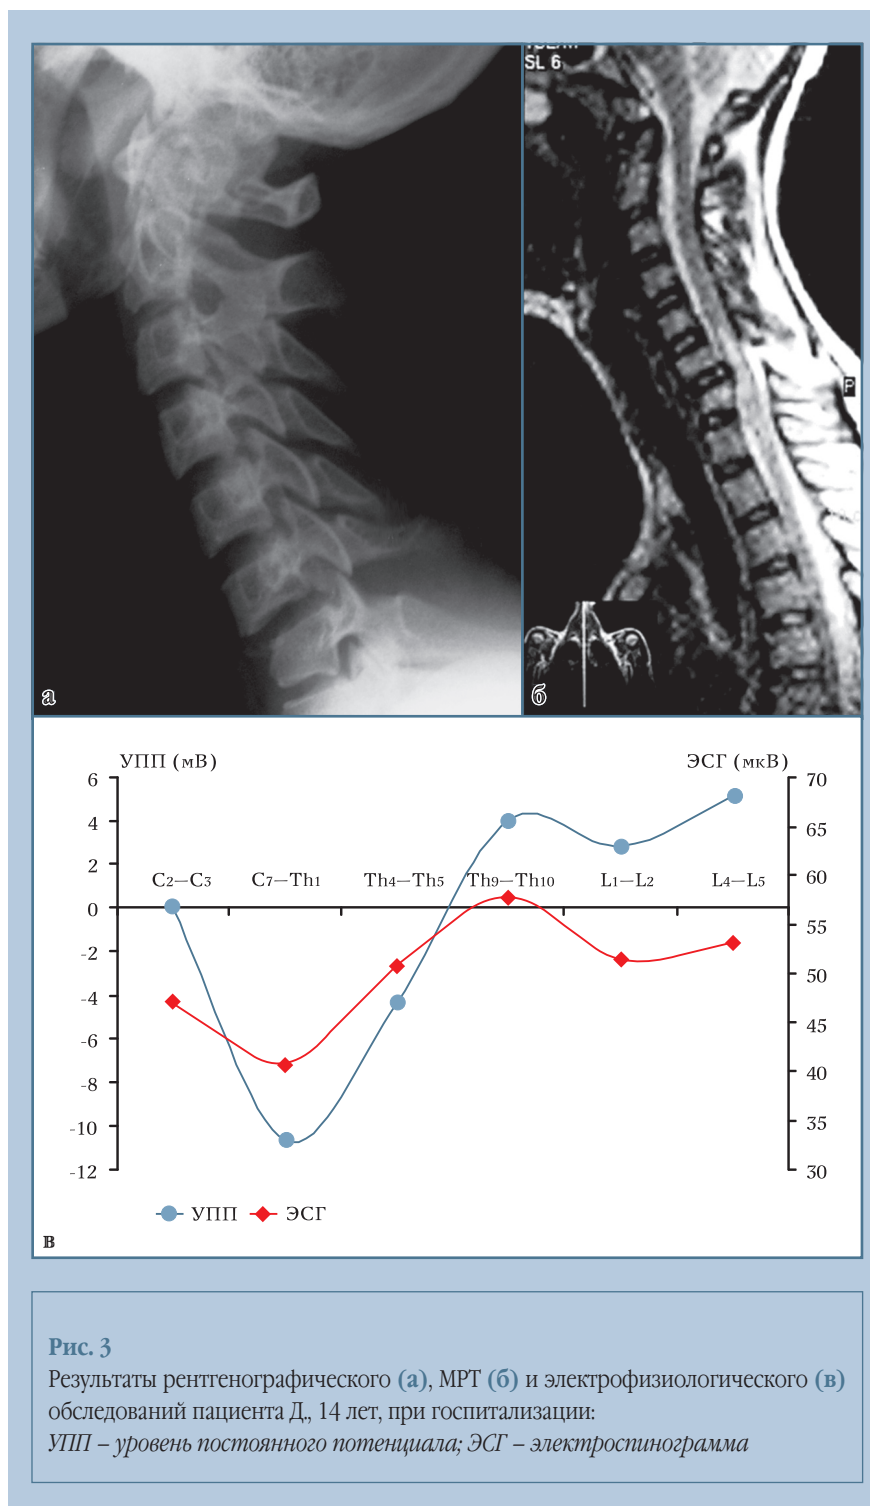 SL 6
P
а
б
УПП (мВ)
ЭСГ (мкВ)
6
4
2
0
-2
-4
-6
-8
-10
-12
C2–C3
C7–Th1
Th4–Th5
Th9–Th10
L1–L2
L4–L5
70
65
60
55
50
45
40
35
30
УПП
ЭСГ
в
Рис. 3
Результаты рентгенографического (а), МРТ (б) и электрофизиологического (в)
обследований пациента Д., 14 лет, при госпитализации:
УПП – уровень постоянного потенциала; ЭСГ – электроспинограмма